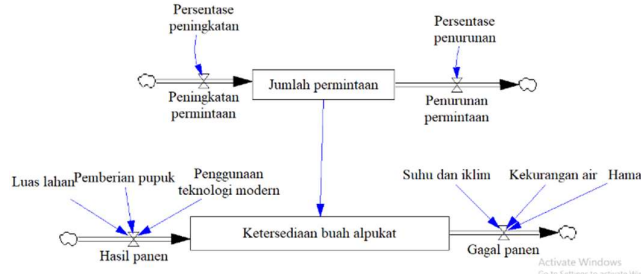 Persentase
peningkatan
Persentase
penurunan
Jumlah permintaan
Peningkatan
permintaan
Penurunan
permintaan
Luas lahan
Pemberian pupuk
Penggunaan
teknologi modern
Suhu dan iklim
Kekurangan air
Hama
Ketersediaan buah alpukat
Hasil panen
Gagal panen
Activate Windows